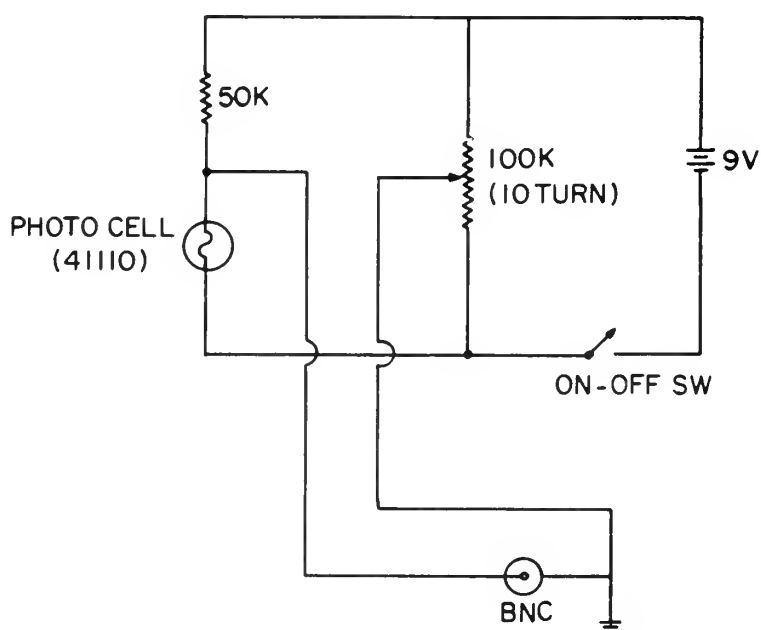 50K
100K
(10 TURN)
9V
PHOTO CELL
(41110)
ON-OFF SW
BNC